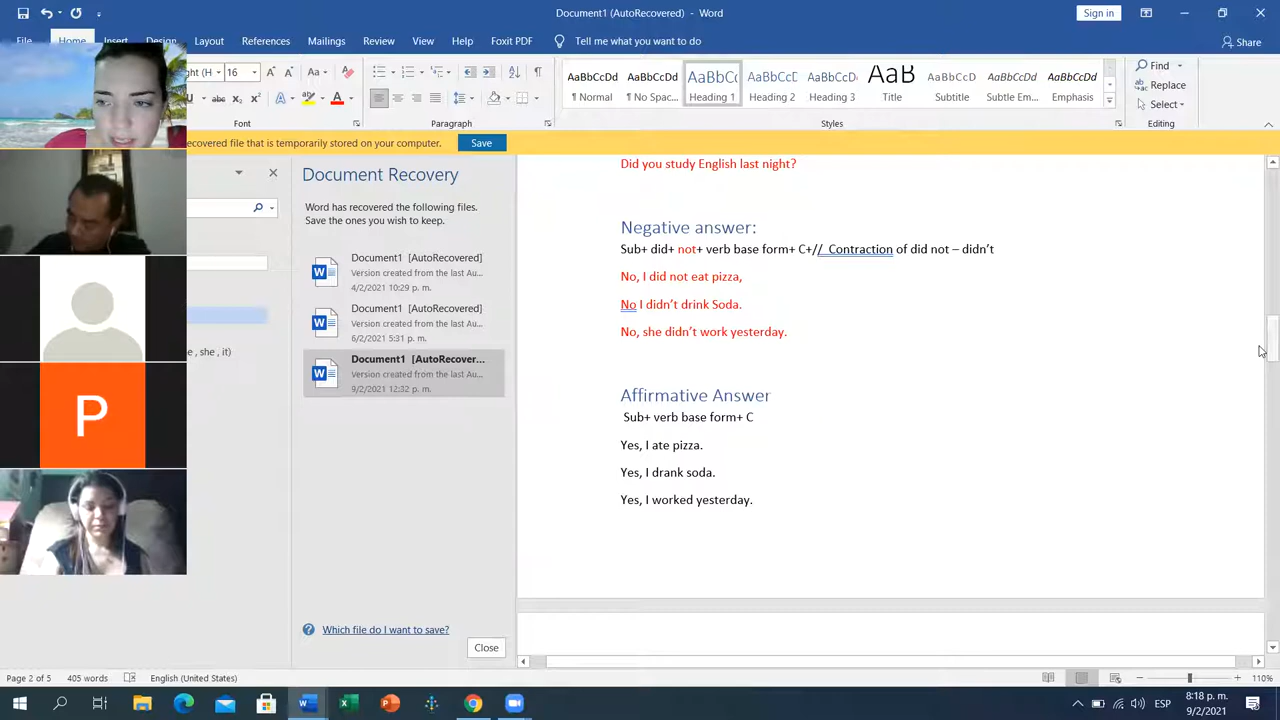 Document1 (AutoRecovered) - Word
Sign in
Home Insert Design Layout References Mailings Review View Help Foxit PDF Tell me what you want to do
Share
16
AaBbCcDd AaBbCcDd AaBbCc AaBbCcD AaBbCcDd AaB AaBbCcDd AaBbCcDd AaBbCcDd
¶ Normal ¶ No Spac... Heading 1 Heading 2 Heading 3 Title Subtitle Subtle Em... Emphasis
Find
Replace
Select
Font Paragraph Styles Editing
recovered file that is temporarily stored on your computer. Save
Document Recovery
Word has recovered the following files.
Save the ones you wish to keep.
Document1 [AutoRecovered]
Version created from the last Au...
4/2/2021 10:29 p. m.
Document1 [AutoRecovered]
Version created from the last Au...
6/2/2021 5:31 p. m.
Document1 [AutoRecover...
Version created from the last Au...
9/2/2021 12:32 p. m.
e , she , it)
Which file do I want to save?
Close
P
Did you study English last night?
Negative answer:
Sub+ did+ not+ verb base form+ C+// Contraction of did not – didn't
No, I did not eat pizza,
No I didn't drink Soda.
No, she didn't work yesterday.
Affirmative Answer
Sub+ verb base form+ C
Yes, I ate pizza.
Yes, I drank soda.
Yes, I worked yesterday.
Page 2 of 5 405 words English (United States)
110%
ESP
8:18 p. m.
9/2/2021